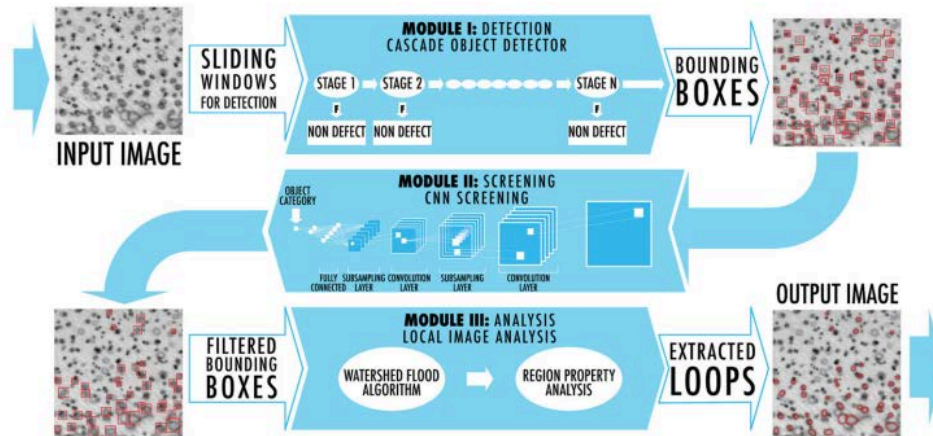 INPUT IMAGE
SLIDING
WINDOWS
FOR DETECTION
MODULE I: DETECTION
CASCADE OBJECT DETECTOR
STAGE 1
STAGE 2
STAGE N
F
F
F
NON DEFECT
NON DEFECT
NON DEFECT
BOUNDING
BOXES
MODULE II: SCREENING
CNN SCREENING
OBJECT
CATEGORY
FULLY
CONNECTED
SUBSAMPLING
LAYER
CONVOLUTION
LAYER
SUBSAMPLING
LAYER
CONVOLUTION
LAYER
FILTERED
BOUNDING
BOXES
MODULE III: ANALYSIS
LOCAL IMAGE ANALYSIS
WATERSHED FLOOD
ALGORITHM
REGION PROPERTY
ANALYSIS
EXTRACTED
LOOPS
OUTPUT IMAGE